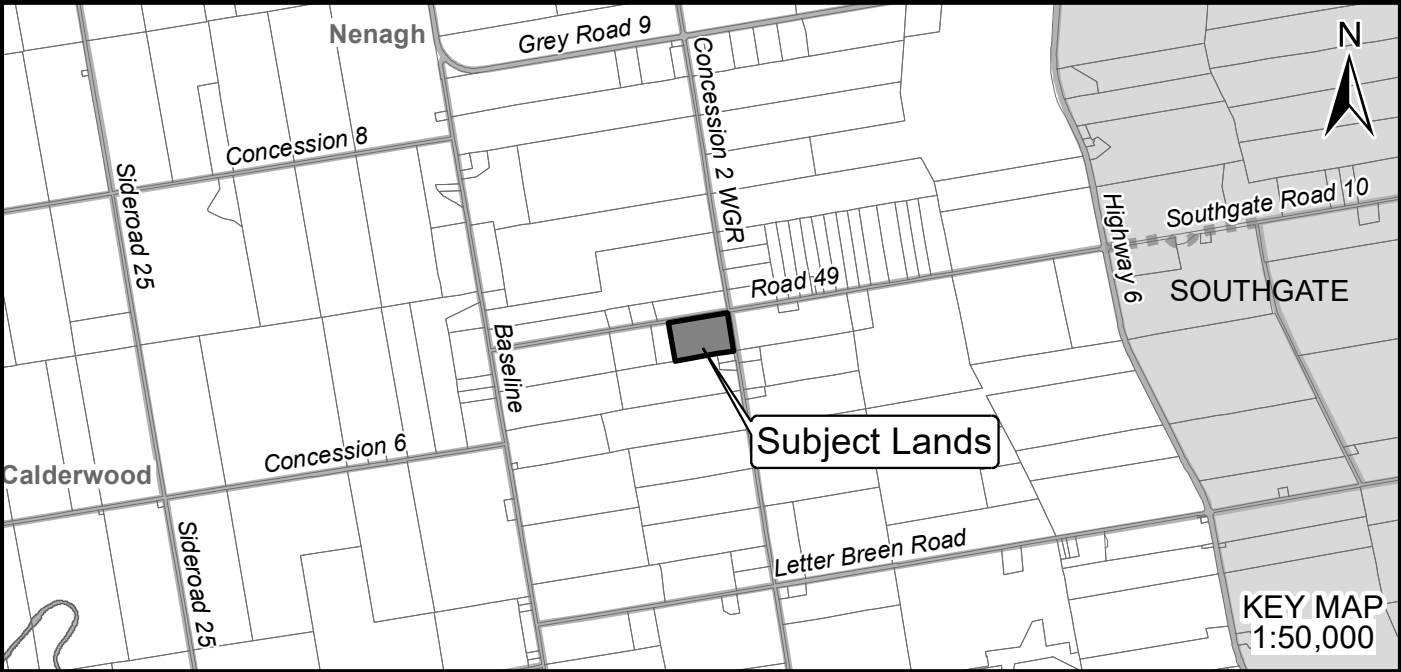 Nenagh
Grey Road 9
N
Concession 8
Concession 2 WGR
Sideroad 25
Southgate Road 10
Highway 6
Road 49
SOUTHGATE
Baseline
Subject Lands
Concession 6
Calderwood
Sideroad 25
Letter Breen Road
KEY MAP
1:50,000